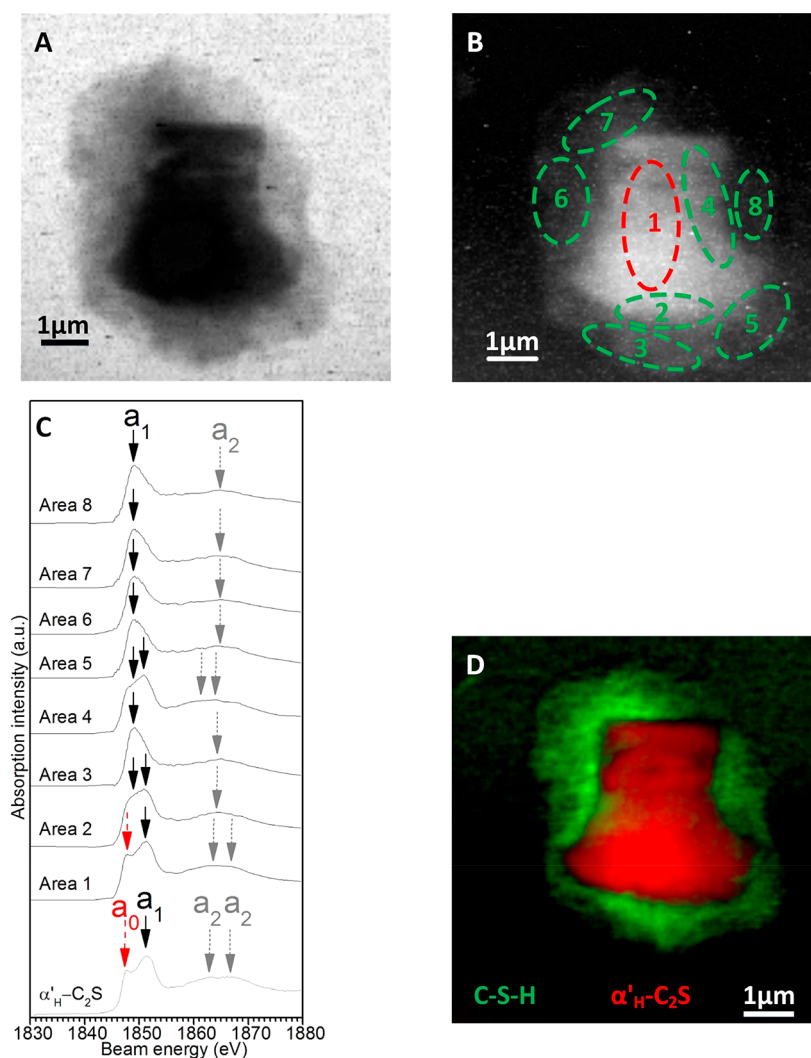 A
1µm
B
7
6
1
4
8
2
5
3
1µm
C
a1
a2
Area 8
Area 7
Area 6
Area 5
Area 4
Area 3
Area 2
Area 1
a0
a1
a2
a2
α'H–C2S
Absorption intensity (a.u.)
1830 1840 1850 1860 1870 1880
Beam energy (eV)
D
C-S-H
α'H-C2S
1µm